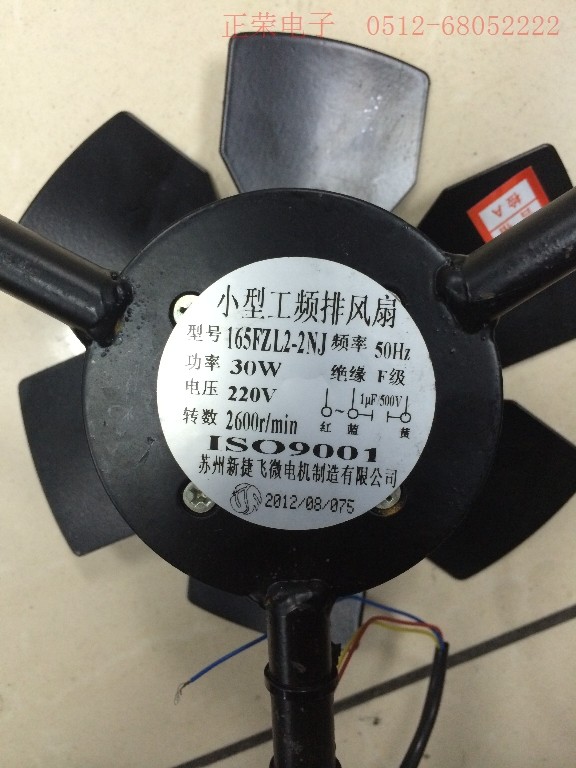 正荣电子 0512-68052222
检A
小型工频排风扇
型号 165FZL2-2NJ 频率 50Hz
功率 30W 绝缘 F级
电压 220V 1μF/500V
转数 2600r/min 红 蓝 黄
ISO9001
苏州新捷飞微电机制造有限公司
2012/08/075